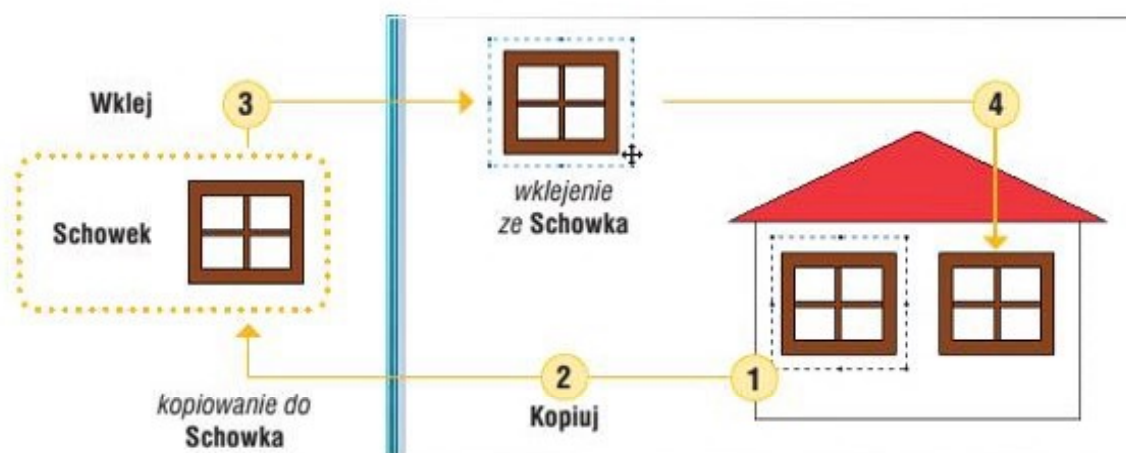 Wklej
3
4
wklejenie
ze Schowka
Schowek
2
1
kopiowanie do
Schowka
Kopiuj